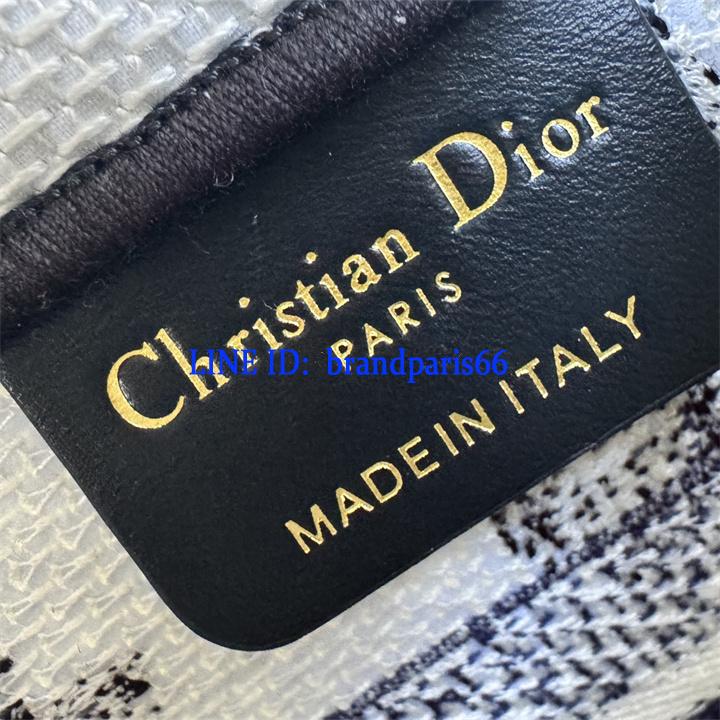 Christian Dior
PARIS
LINE ID: brandparis66
MADE IN ITALY